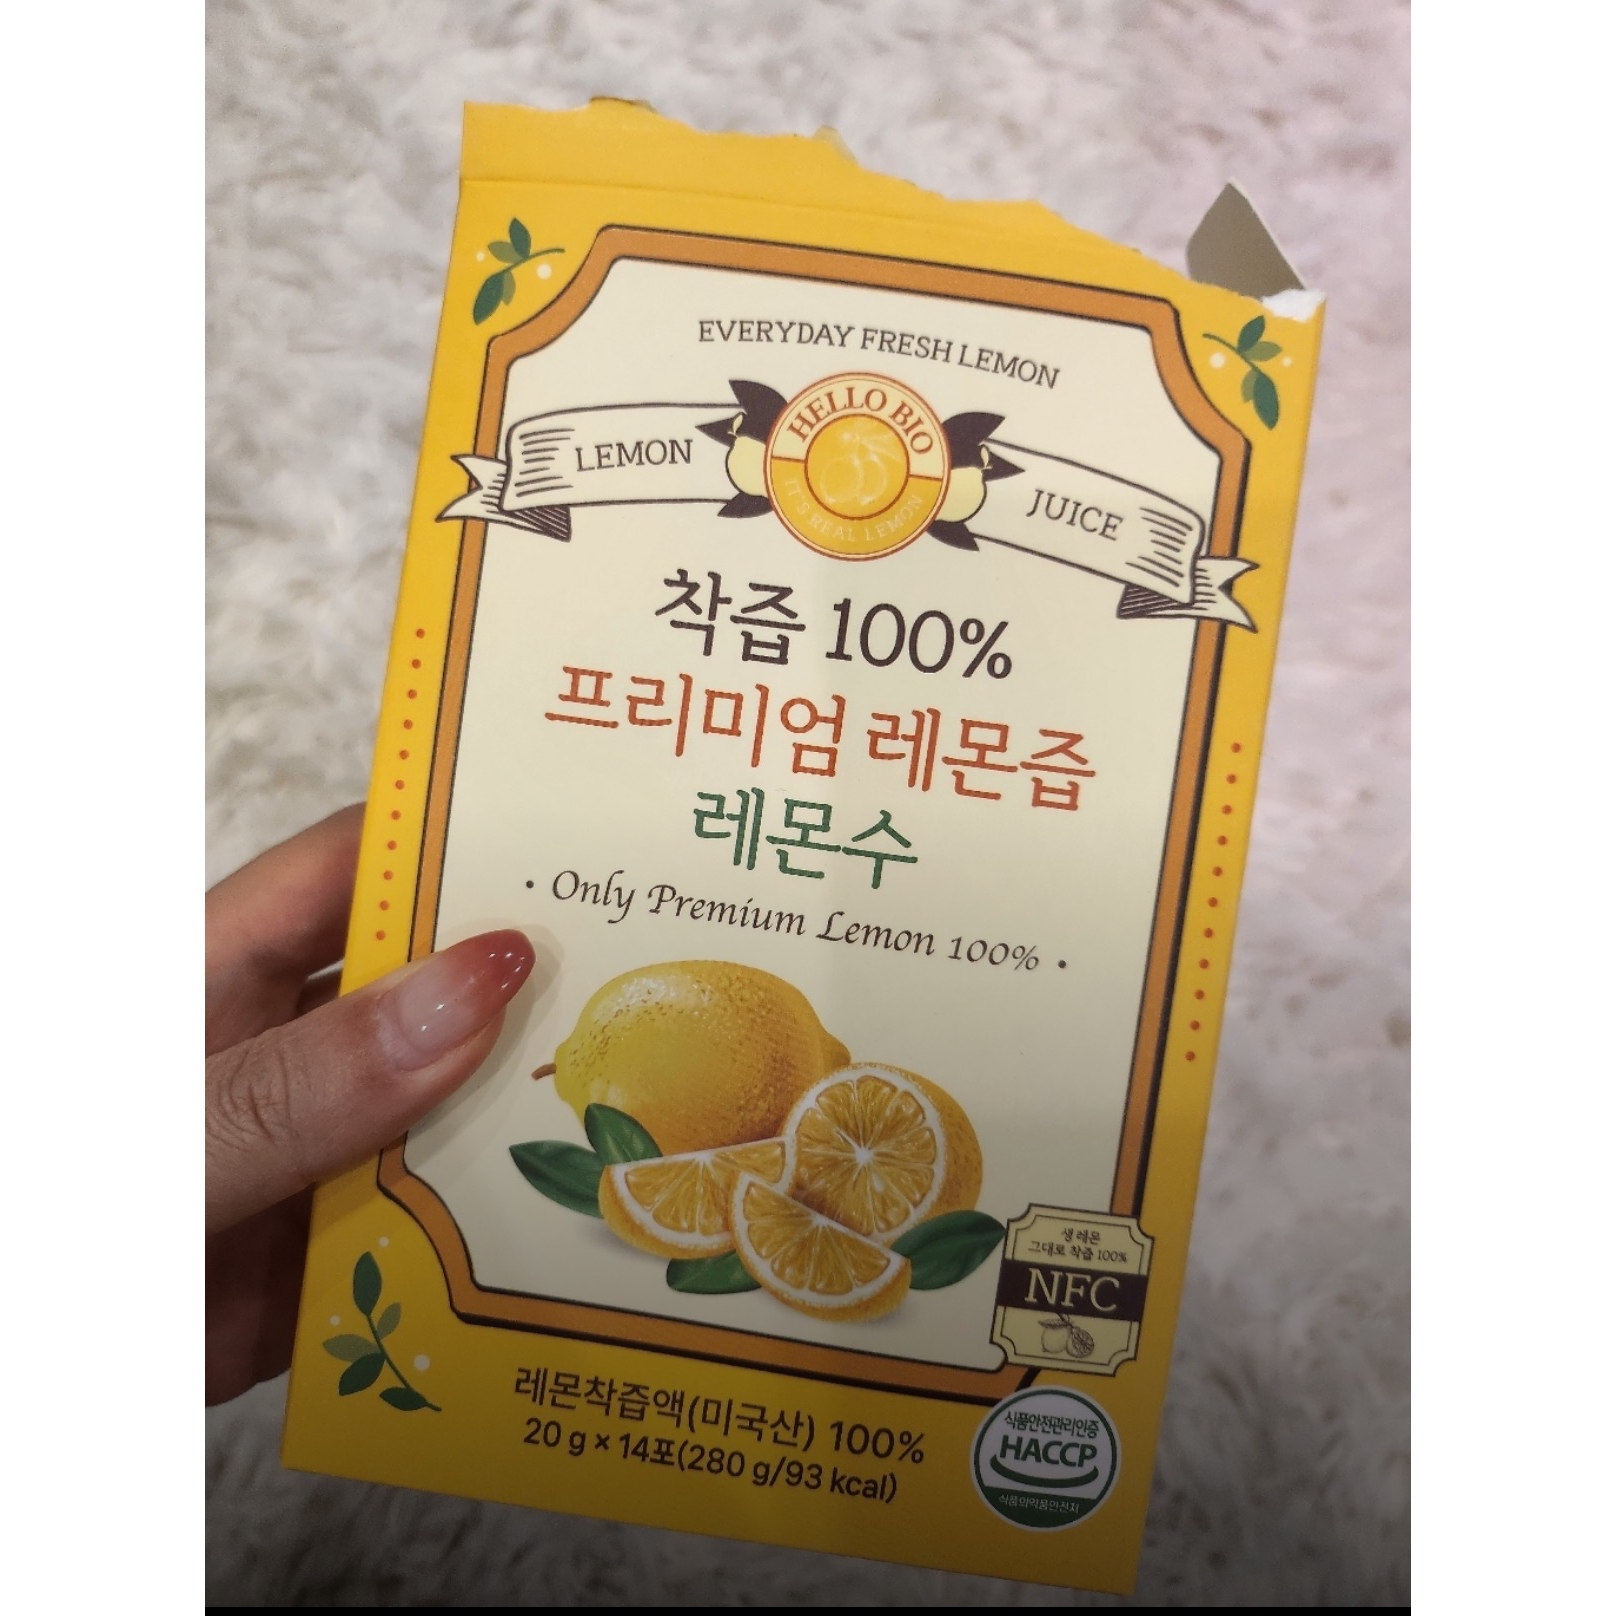 EVERYDAY FRESH LEMON
HELLO BIO
LEMON
JUICE
IT'S REAL LEMON
착즙 100%
프리미엄 레몬즙
레몬수
· Only Premium Lemon 100% ·
생 레몬
그대로 착즙 100%
NFC
레몬착즙액(미국산) 100%
20 g × 14포(280 g/93 kcal)
식품안전관리인증
HACCP
식품의약품안전처